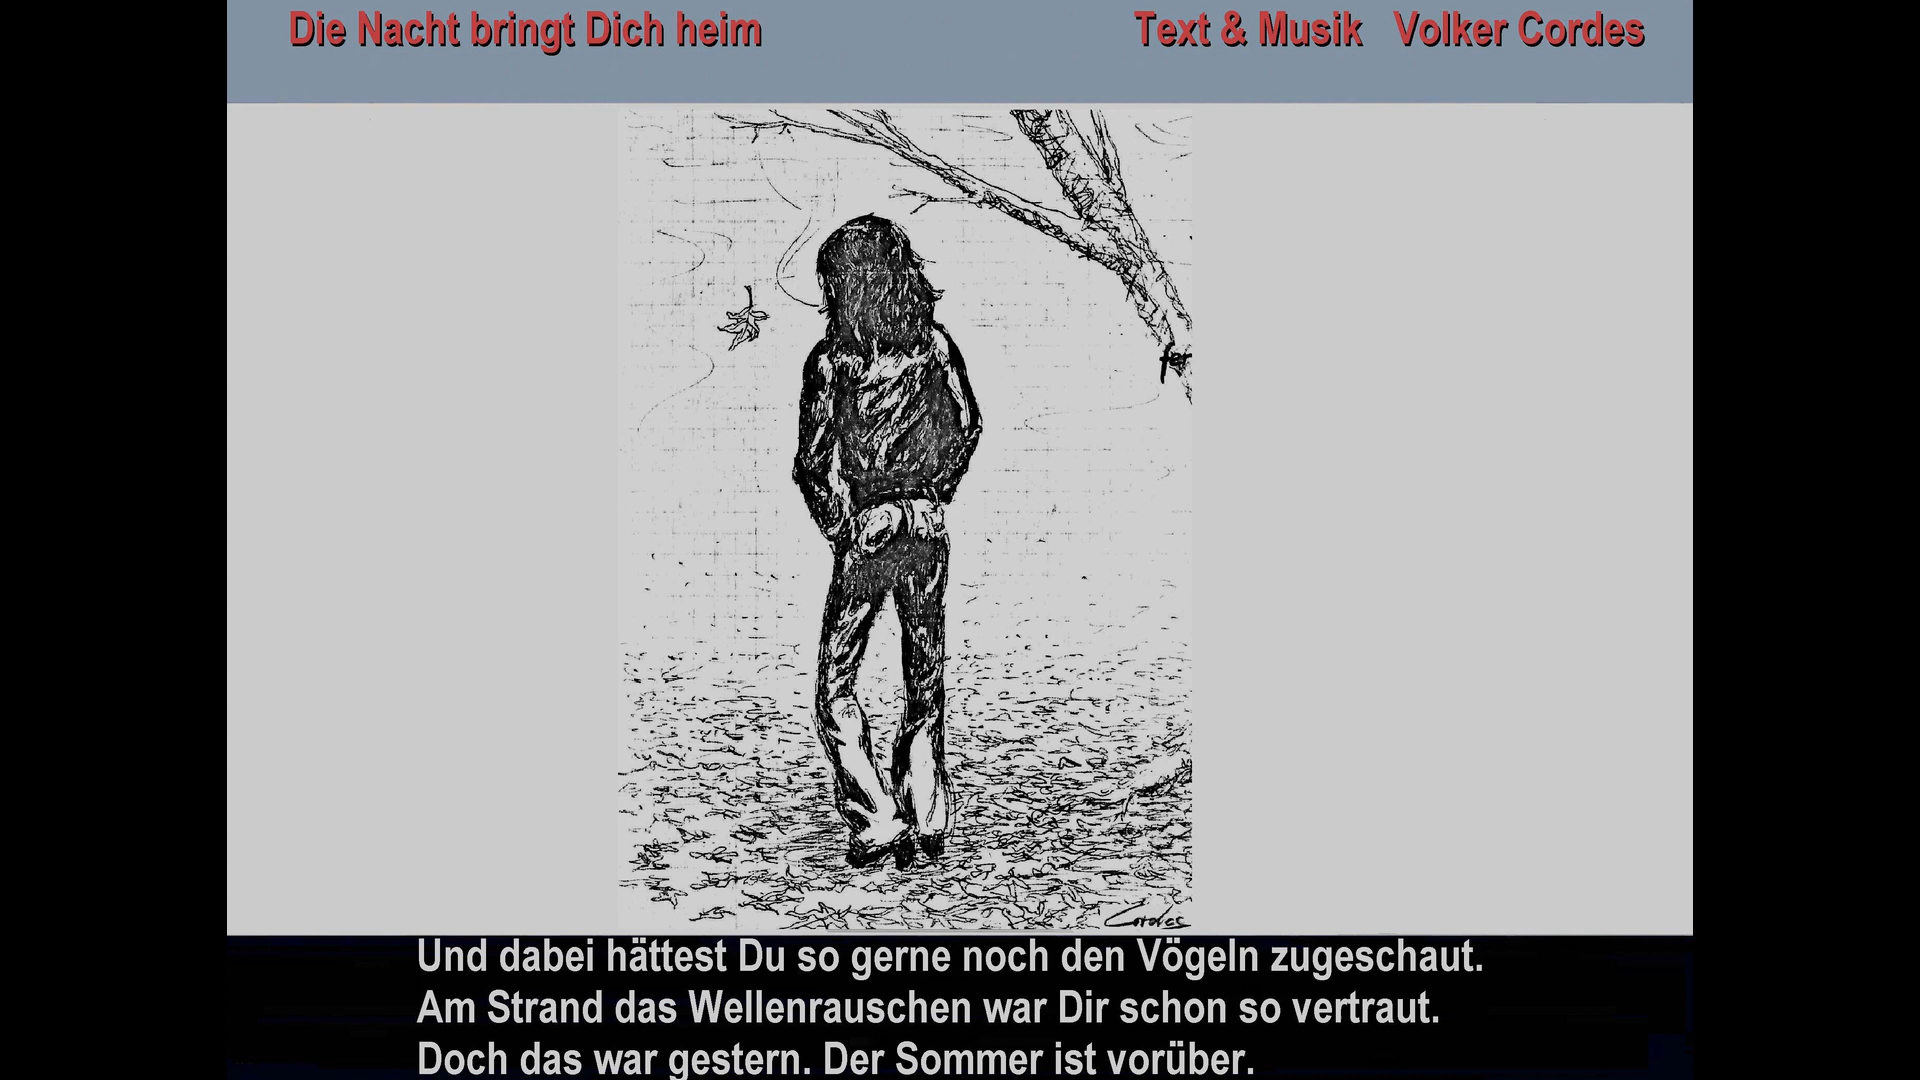 Die Nacht bringt Dich heim
Text & Musik Volker Cordes
fer
Cordes
Und dabei hättest Du so gerne noch den Vögeln zugeschaut.
Am Strand das Wellenrauschen war Dir schon so vertraut.
Doch das war gestern. Der Sommer ist vorüber.